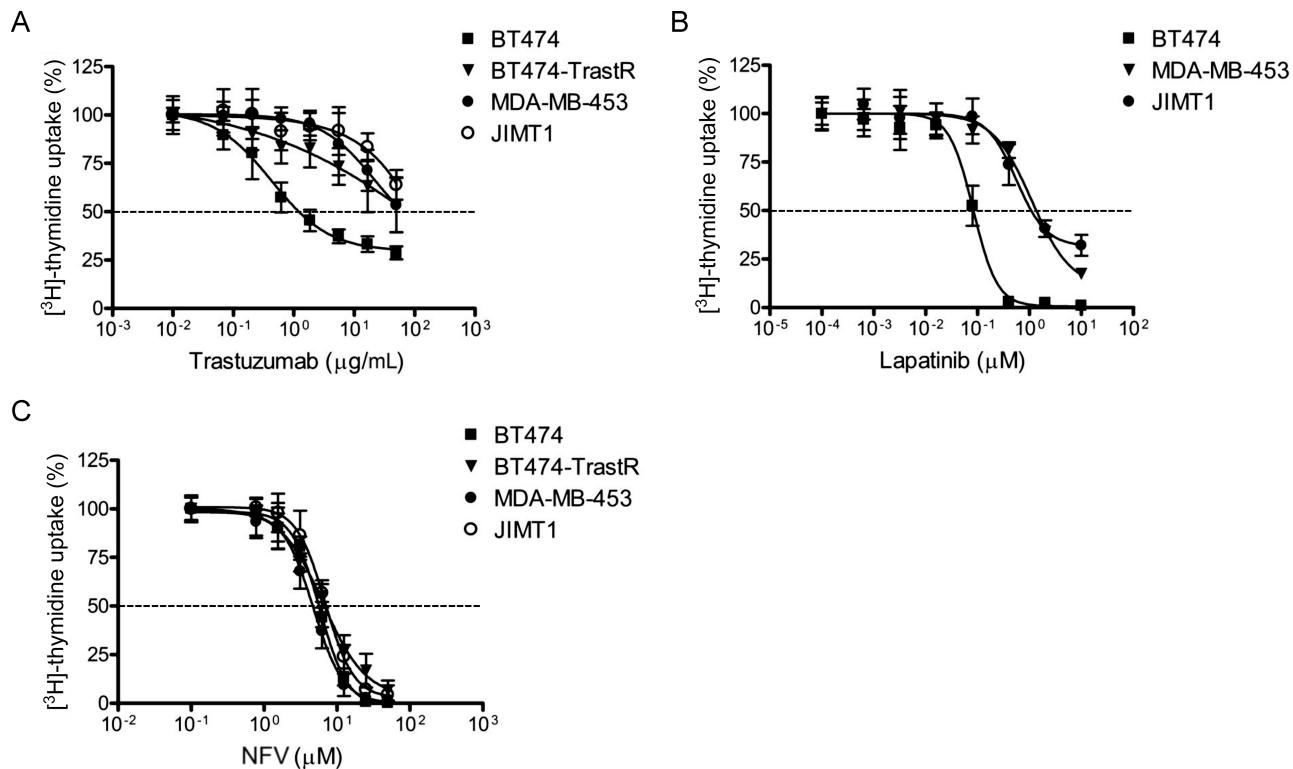 A
BT474
BT474-TrastR
MDA-MB-453
JIMT1
[³H]-thymidine uptake (%)
125
100
75
50
25
0
10⁻³ 10⁻² 10⁻¹ 10⁰ 10¹ 10² 10³
Trastuzumab (μg/mL)
B
BT474
MDA-MB-453
JIMT1
[³H]-thymidine uptake (%)
125
100
75
50
25
0
10⁻⁵ 10⁻⁴ 10⁻³ 10⁻² 10⁻¹ 10⁰ 10¹ 10²
Lapatinib (μM)
C
BT474
BT474-TrastR
MDA-MB-453
JIMT1
[³H]-thymidine uptake (%)
125
100
75
50
25
0
10⁻² 10⁻¹ 10⁰ 10¹ 10² 10³
NFV (μM)